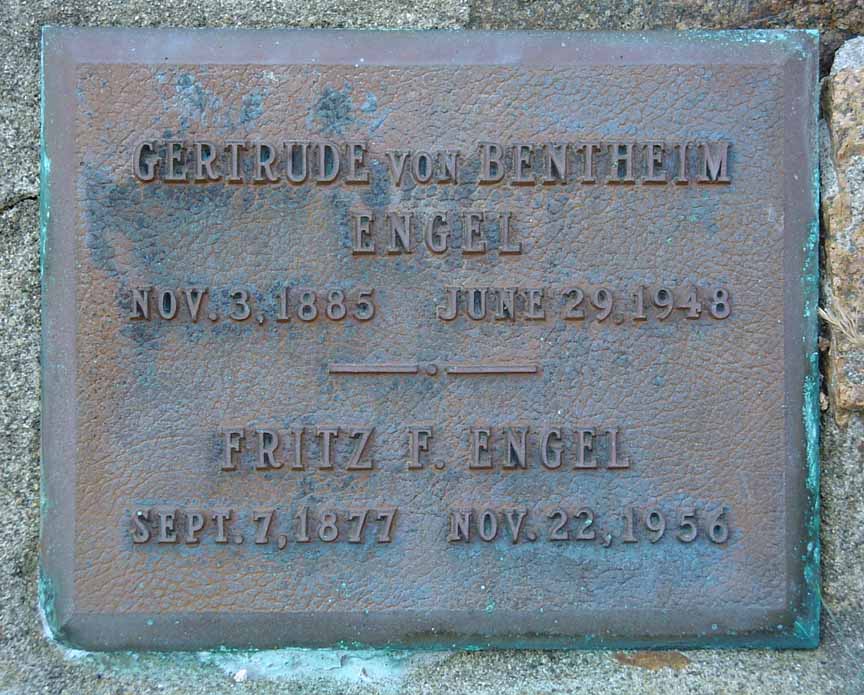 GERTRUDE VON BENTHEIM
ENGEL
NOV. 3, 1885 JUNE 29, 1948
FRITZ F. ENGEL
SEPT. 7, 1877 NOV. 22, 1956